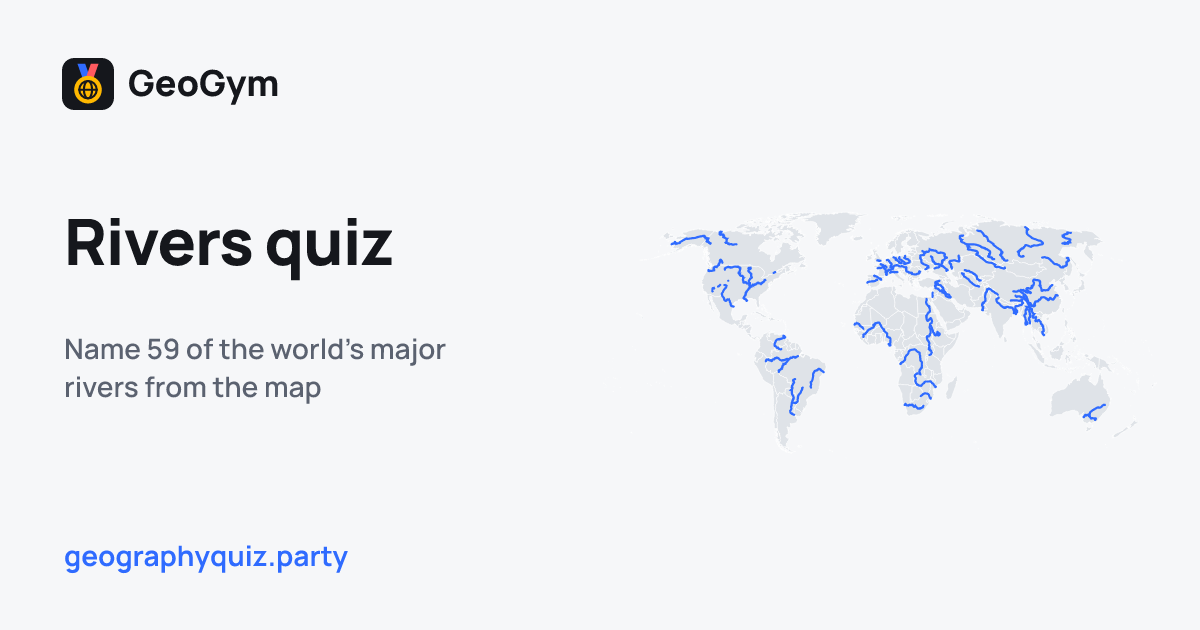 GeoGym
Rivers quiz
Name 59 of the world's major
rivers from the map
geographyquiz.party